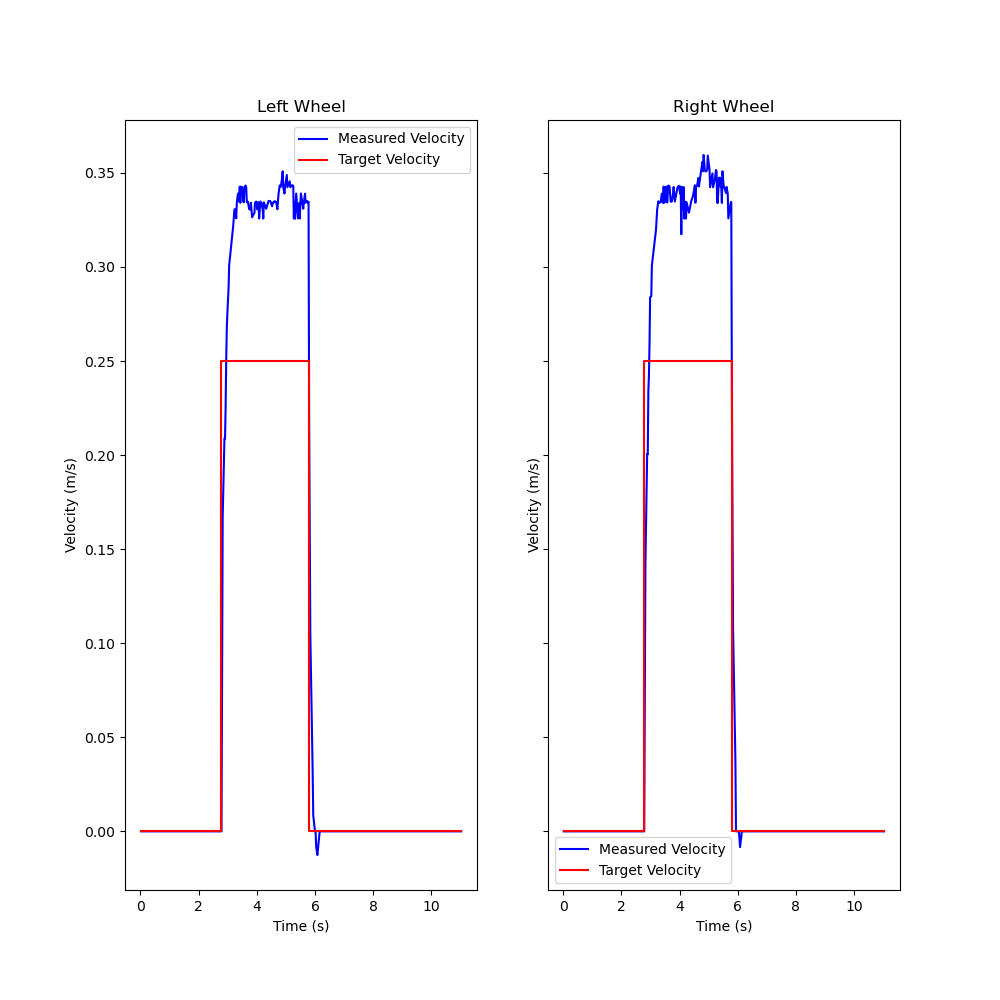 Left Wheel
Measured Velocity
Target Velocity
Velocity (m/s)
0.35
0.30
0.25
0.20
0.15
0.10
0.05
0.00
0 2 4 6 8 10
Time (s)
Right Wheel
Velocity (m/s)
Measured Velocity
Target Velocity
0 2 4 6 8 10
Time (s)